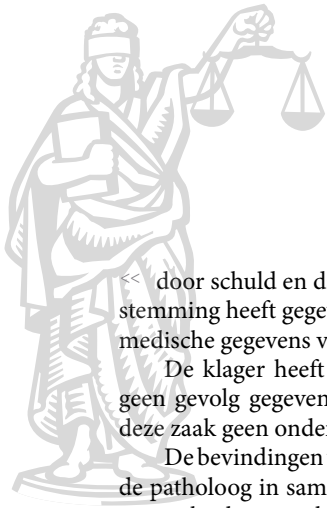 << door schuld en d
stemming heeft gege
medische gegevens v
De klager heeft
geen gevolg gegeven
deze zaak geen onder
De bevindingen
de patholoog in sam